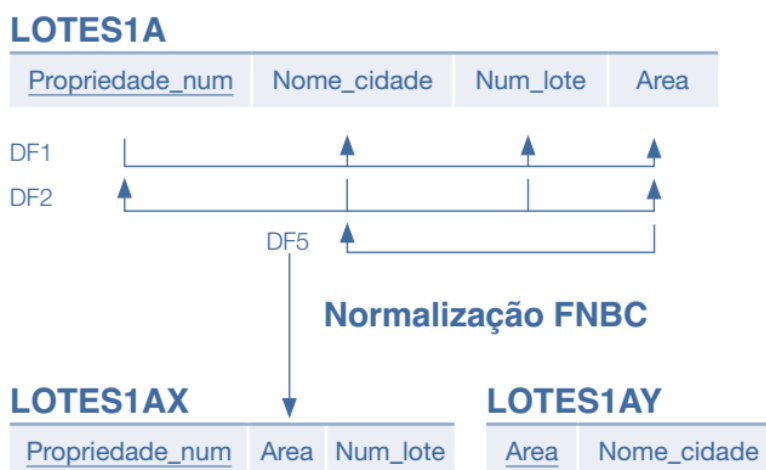 LOTES1A
Propriedade_num Nome_cidade Num_lote Area
DF1
DF2
DF5
Normalização FNBC
LOTES1AX LOTES1AY
Propriedade_num Area Num_lote Area Nome_cidade